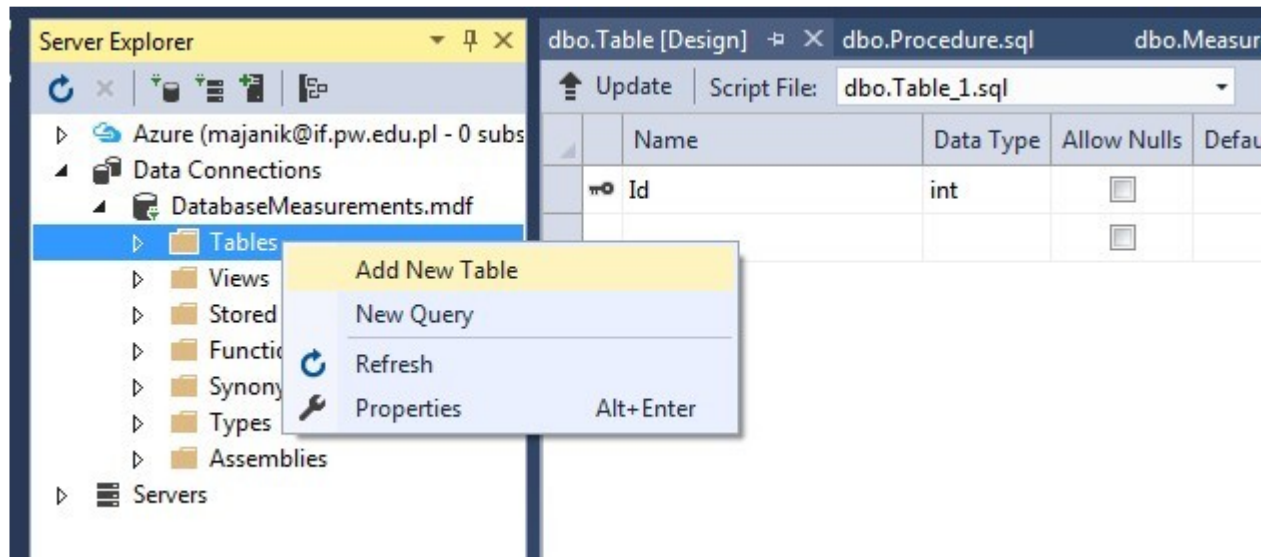 Server Explorer
Azure (majanik@if.pw.edu.pl - 0 subs
Data Connections
DatabaseMeasurements.mdf
Tables
Views
Stored
Functio
Synony
Types
Assemblies
Servers
Add New Table
New Query
Refresh
Properties Alt+Enter
dbo.Table [Design] dbo.Procedure.sql dbo.Measur
Update Script File: dbo.Table_1.sql
Name Data Type Allow Nulls Defau
Id int